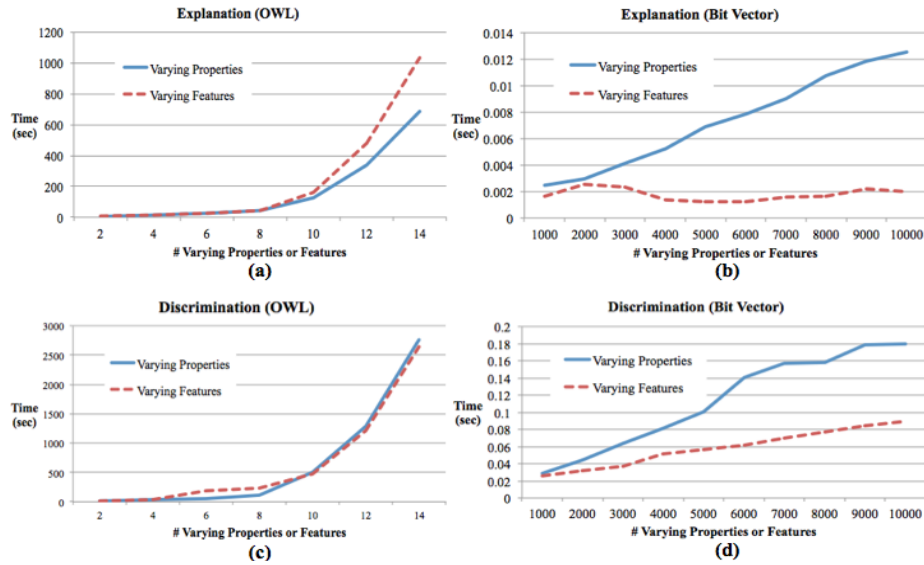 Explanation (OWL)
1200
1000
800
600
400
200
0
Time
(sec)
Varying Properties
Varying Features
2 4 6 8 10 12 14
# Varying Properties or Features
(a)
Explanation (Bit Vector)
0.014
0.012
0.01
0.008
0.006
0.004
0.002
0
Time
(sec)
Varying Properties
Varying Features
1000 2000 3000 4000 5000 6000 7000 8000 9000 10000
# Varying Properties or Features
(b)
Discrimination (OWL)
3000
2500
2000
1500
1000
500
0
Time
(sec)
Varying Properties
Varying Features
2 4 6 8 10 12 14
# Varying Properties or Features
(c)
Discrimination (Bit Vector)
0.2
0.18
0.16
0.14
0.12
0.1
0.08
0.06
0.04
0.02
0
Time
(sec)
Varying Properties
Varying Features
1000 2000 3000 4000 5000 6000 7000 8000 9000 10000
# Varying Properties or Features
(d)